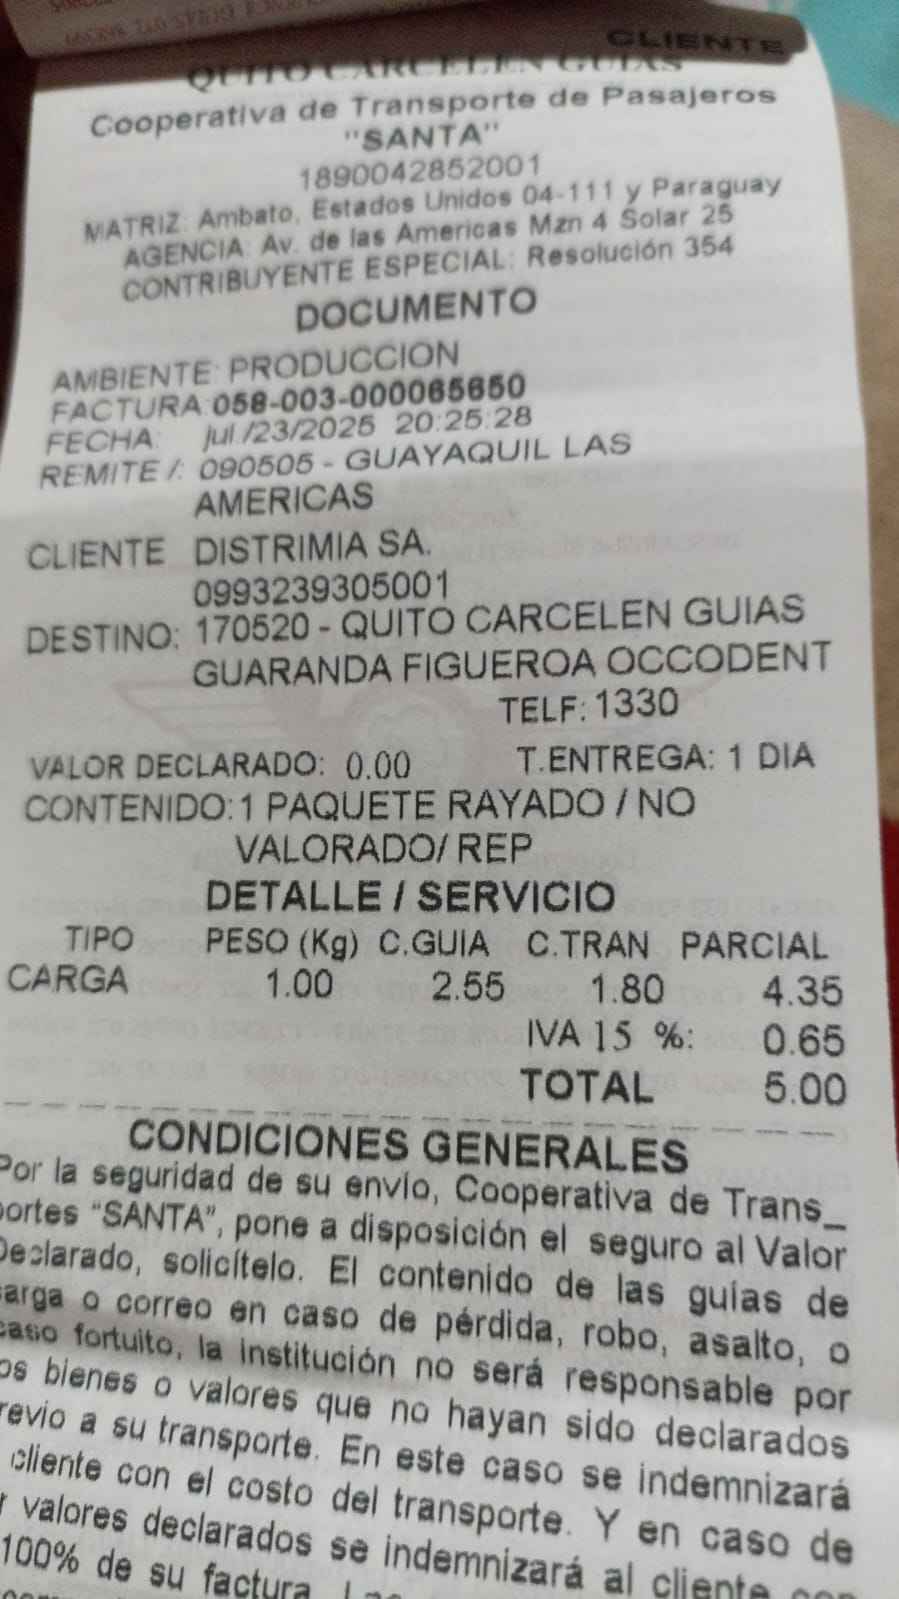 CLIENTE
QUITO CARCELEN GUIAS
Cooperativa de Transporte de Pasajeros
"SANTA"
1890042852001
MATRIZ: Ambato, Estados Unidos 04-111 y Paraguay
AGENCIA: Av. de las Americas Mzn 4 Solar 25
CONTRIBUYENTE ESPECIAL: Resolución 354
DOCUMENTO
AMBIENTE: PRODUCCION
FACTURA: 058-003-000065650
FECHA: jul /23/2025 20:25:28
REMITE /: 090505 - GUAYAQUIL LAS
AMERICAS
CLIENTE DISTRIMIA SA.
0993239305001
DESTINO: 170520 - QUITO CARCELEN GUIAS
GUARANDA FIGUEROA OCCODENT
TELF: 1330
VALOR DECLARADO: 0.00 T.ENTREGA: 1 DIA
CONTENIDO: 1 PAQUETE RAYADO / NO
VALORADO/ REP
DETALLE / SERVICIO
TIPO PESO (Kg) C.GUIA C.TRAN PARCIAL
CARGA 1.00 2.55 1.80 4.35
IVA 15 %: 0.65
TOTAL 5.00
CONDICIONES GENERALES
Por la seguridad de su envío, Cooperativa de Trans_
portes "SANTA", pone a disposición el seguro al Valor
Declarado, solicítelo. El contenido de las guías de
carga o correo en caso de pérdida, robo, asalto, o
caso fortuito, la institución no será responsable por
os bienes o valores que no hayan sido declarados
revio a su transporte. En este caso se indemnizará
cliente con el costo del transporte. Y en caso de
r valores declarados se indemnizará al cliente con
100% de su factura.